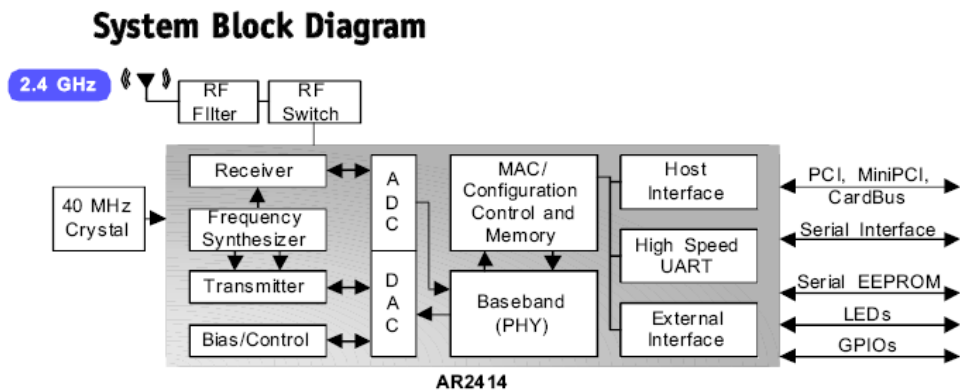 System Block Diagram
2.4 GHz
RF
FIlter
RF
Switch
40 MHz
Crystal
Receiver
Frequency
Synthesizer
Transmitter
Bias/Control
A
D
C
D
A
C
MAC/
Configuration
Control and
Memory
Baseband
(PHY)
Host
Interface
High Speed
UART
External
Interface
PCI, MiniPCI,
CardBus
Serial Interface
Serial EEPROM
LEDs
GPIOs
AR2414